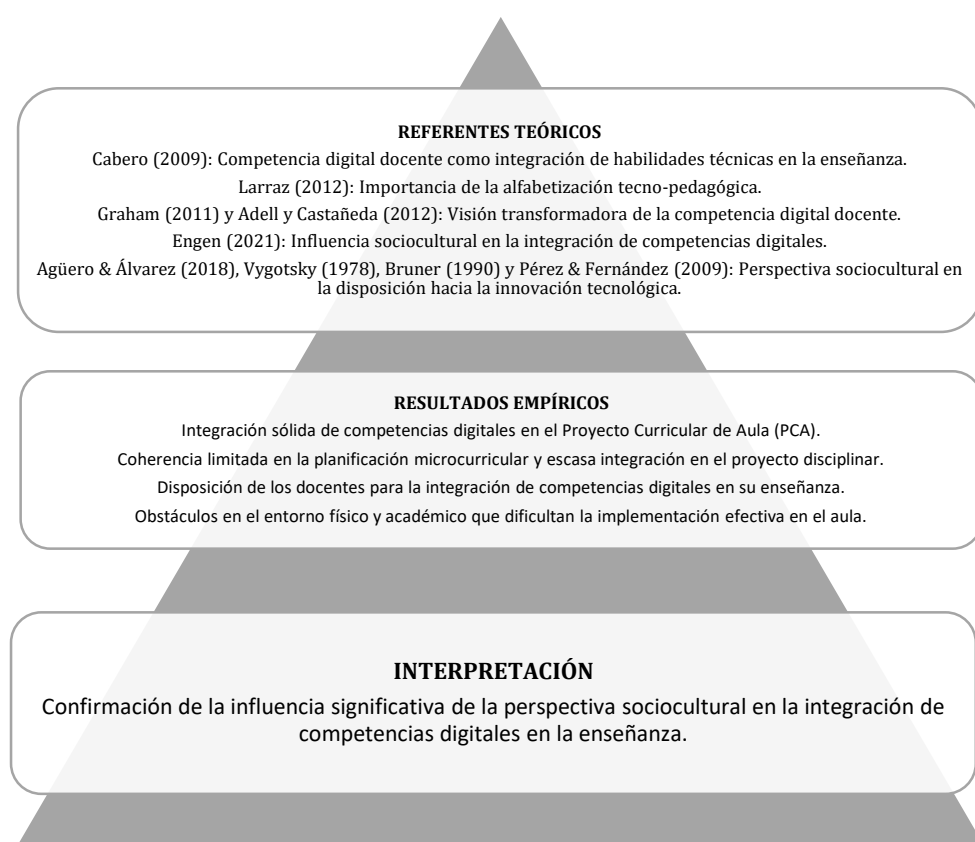 REFERENTES TEÓRICOS
Cabero (2009): Competencia digital docente como integración de habilidades técnicas en la enseñanza.
Larraz (2012): Importancia de la alfabetización tecno-pedagógica.
Graham (2011) y Adell y Castañeda (2012): Visión transformadora de la competencia digital docente.
Engen (2021): Influencia sociocultural en la integración de competencias digitales.
Agüero & Álvarez (2018), Vygotsky (1978), Bruner (1990) y Pérez & Fernández (2009): Perspectiva sociocultural en
la disposición hacia la innovación tecnológica.
RESULTADOS EMPÍRICOS
Integración sólida de competencias digitales en el Proyecto Curricular de Aula (PCA).
Coherencia limitada en la planificación microcurricular y escasa integración en el proyecto disciplinar.
Disposición de los docentes para la integración de competencias digitales en su enseñanza.
Obstáculos en el entorno físico y académico que dificultan la implementación efectiva en el aula.
INTERPRETACIÓN
Confirmación de la influencia significativa de la perspectiva sociocultural en la integración de
competencias digitales en la enseñanza.